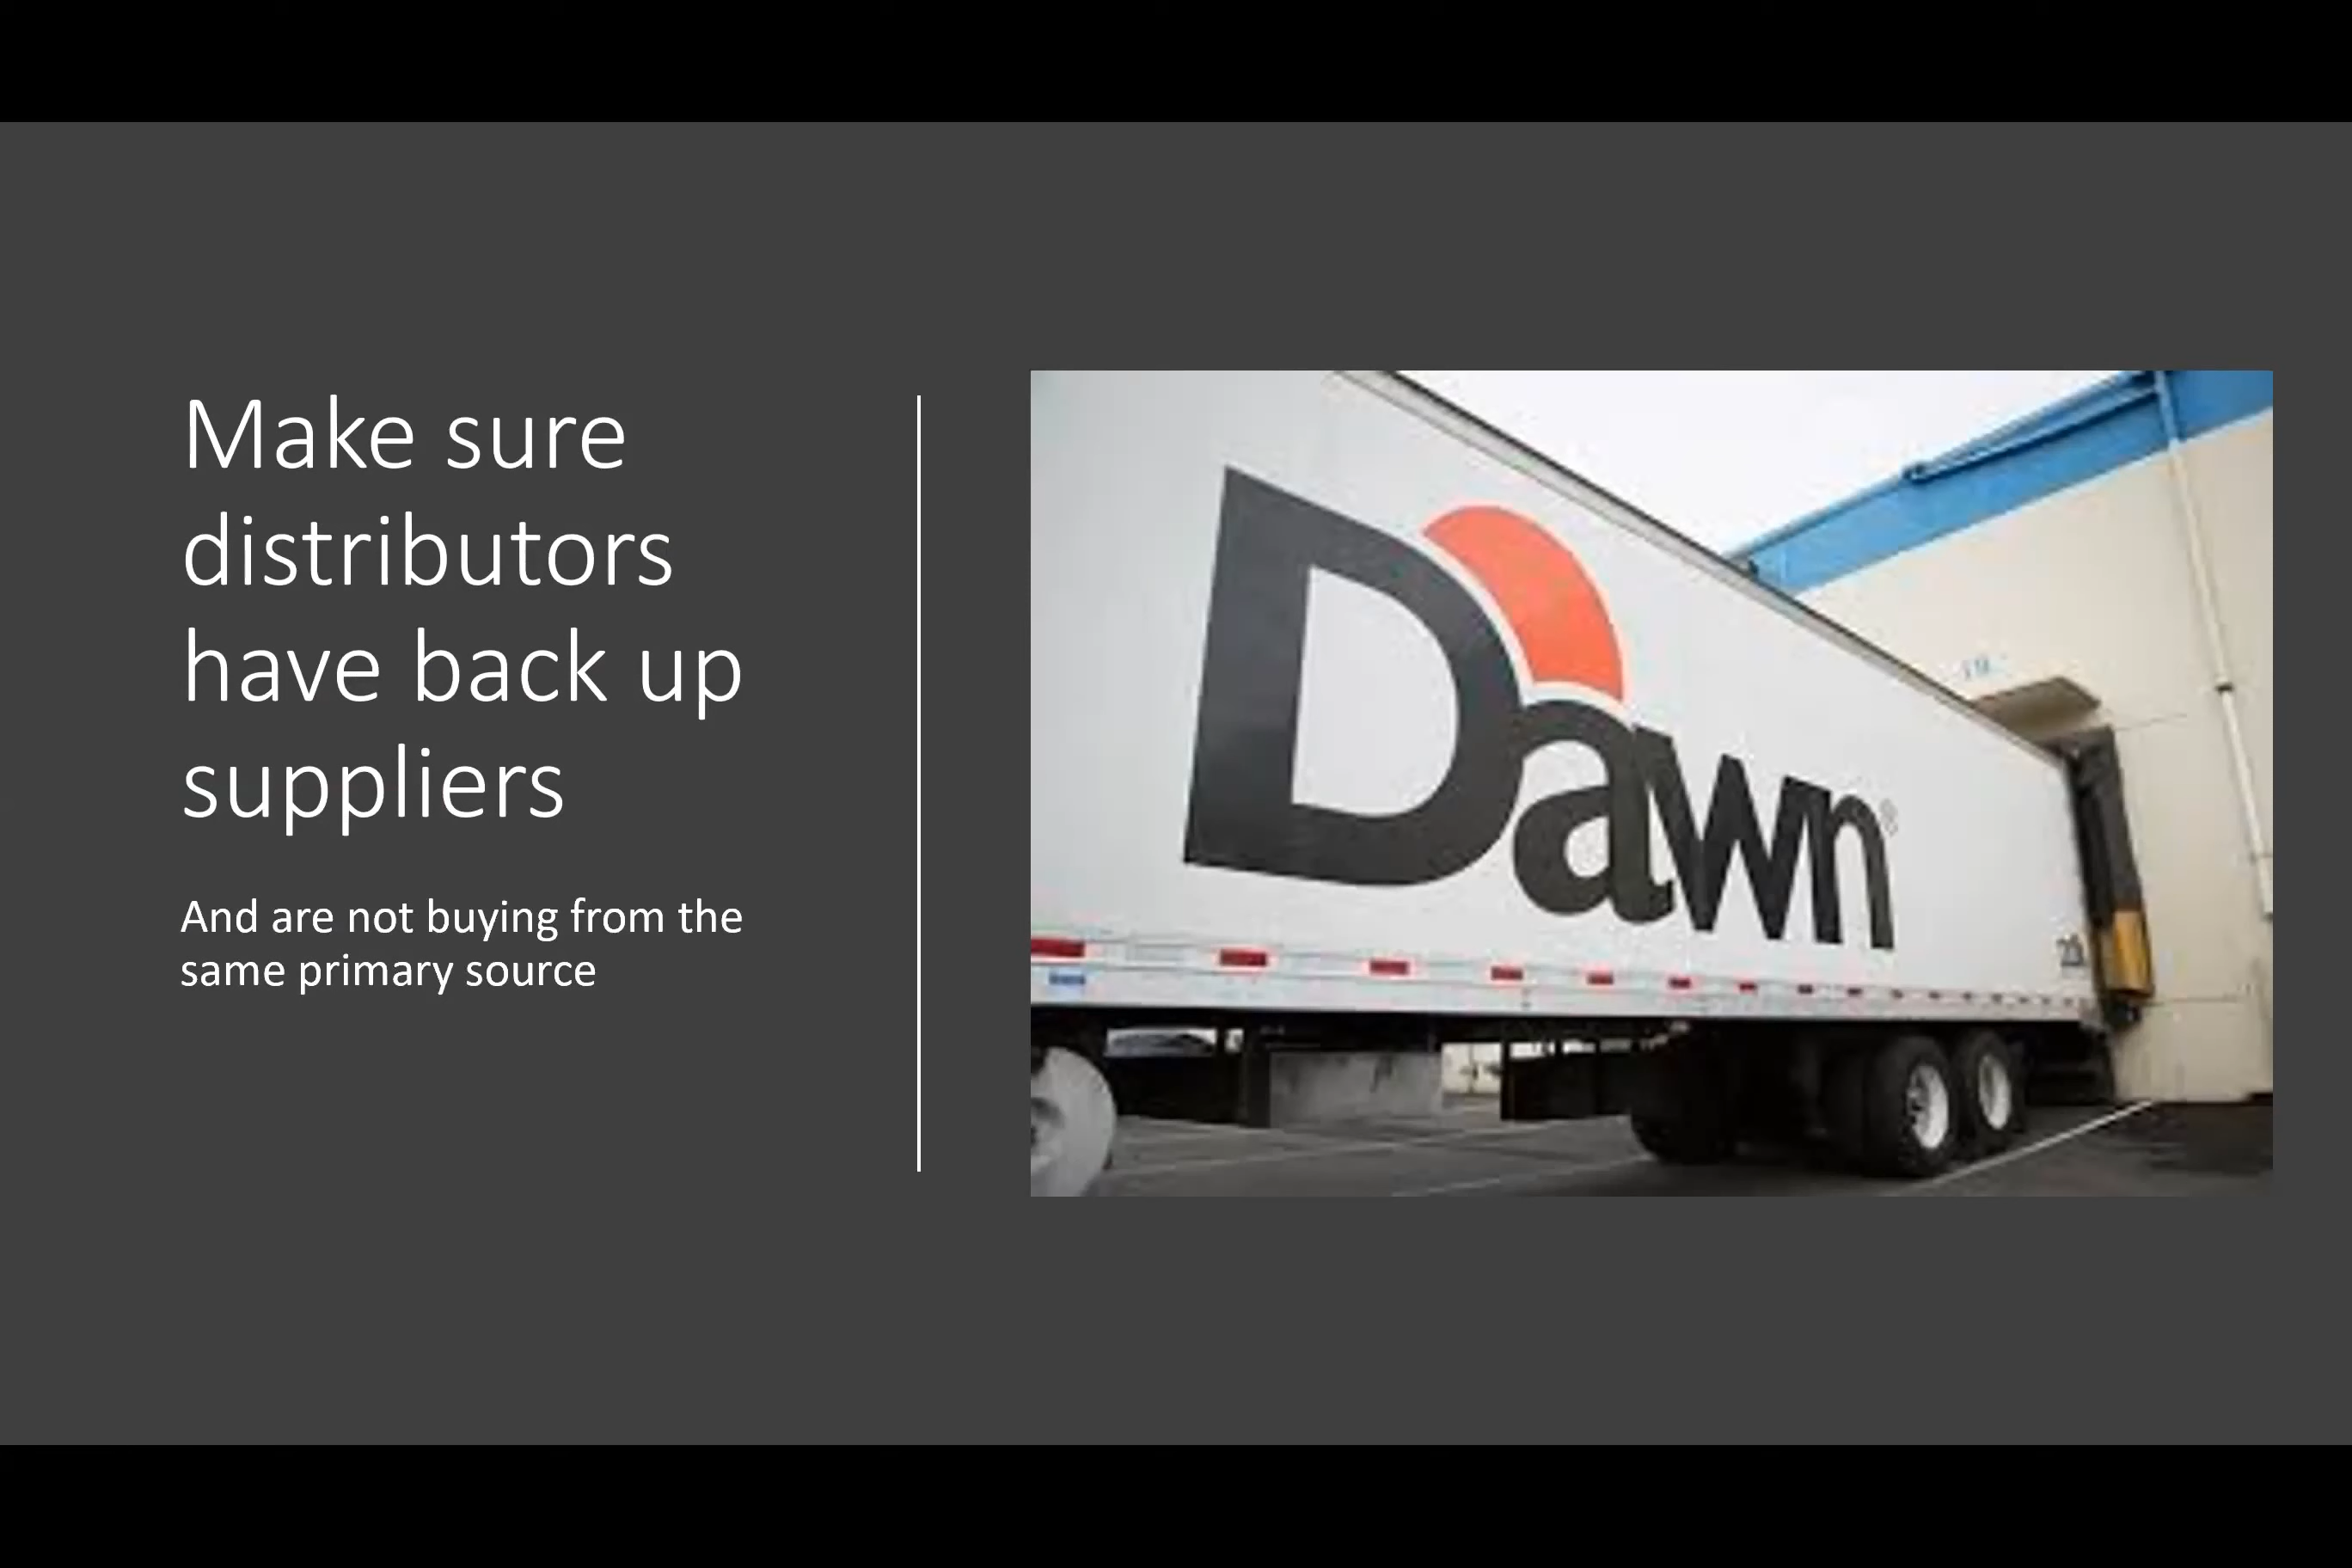 Make sure
distributors
have back up
suppliers
And are not buying from the
same primary source
Dawn